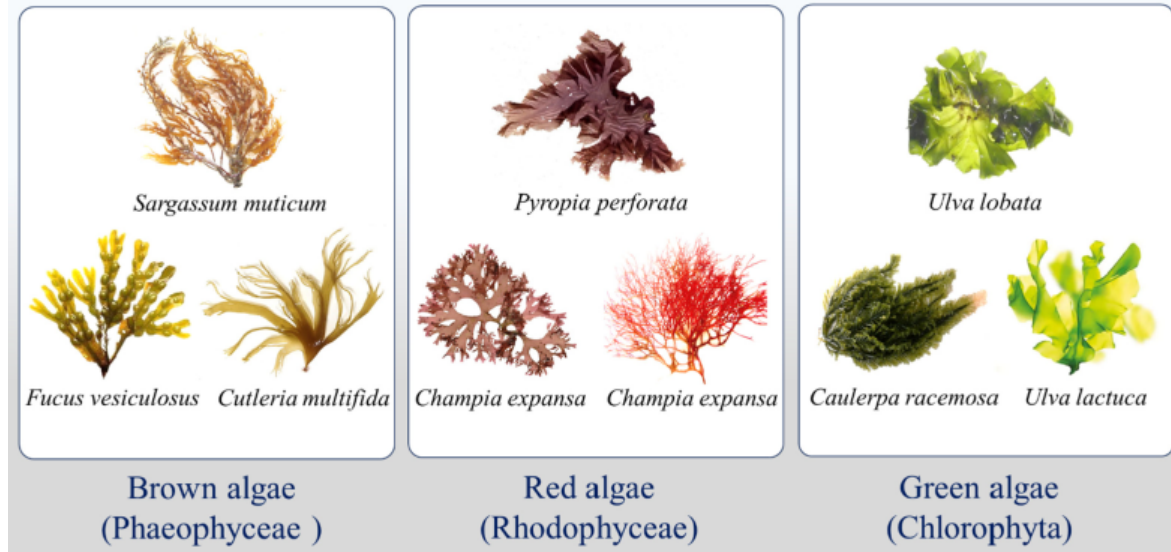 Sargassum muticum
Fucus vesiculosus
Cutleria multifida
Brown algae
(Phaeophyceae )
Pyropia perforata
Champia expansa
Champia expansa
Red algae
(Rhodophyceae)
Ulva lobata
Caulerpa racemosa
Ulva lactuca
Green algae
(Chlorophyta)